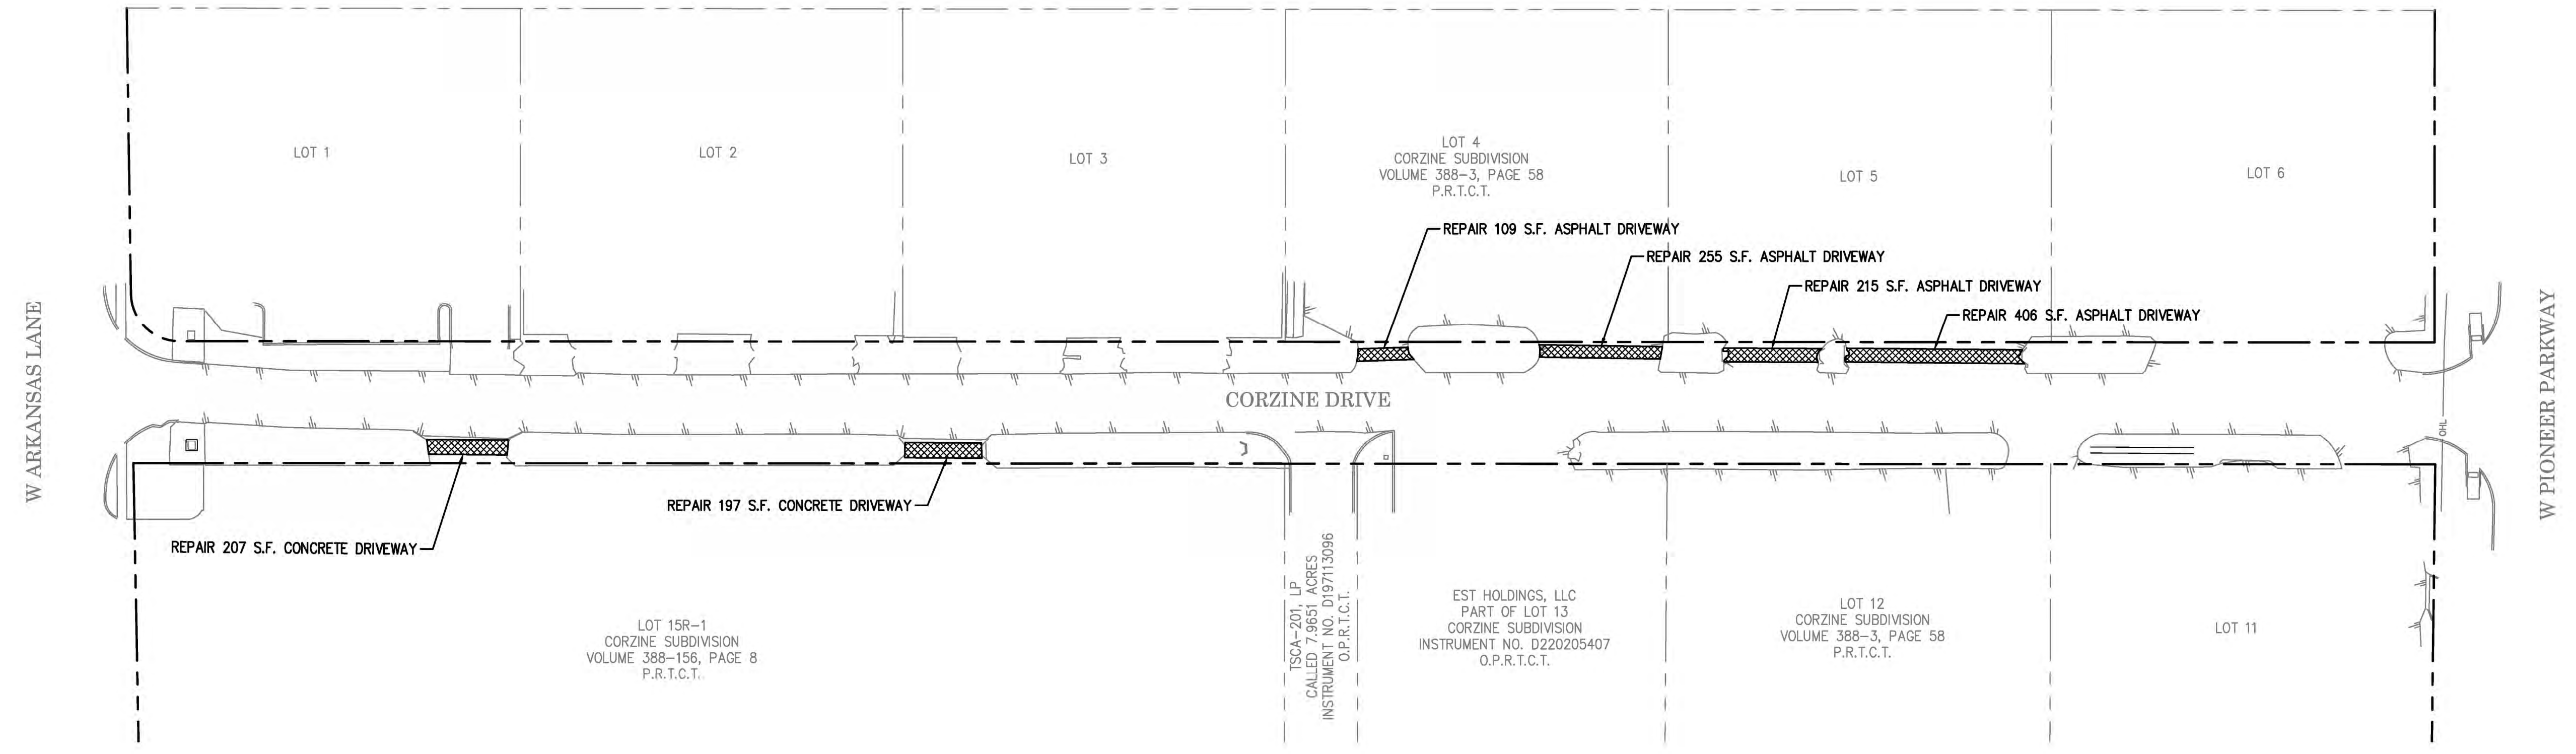 LOT 1
LOT 2
LOT 3
LOT 4
CORZINE SUBDIVISION
VOLUME 388-3, PAGE 58
P.R.T.C.T.
LOT 5
LOT 6
REPAIR 109 S.F. ASPHALT DRIVEWAY
REPAIR 255 S.F. ASPHALT DRIVEWAY
REPAIR 215 S.F. ASPHALT DRIVEWAY
REPAIR 406 S.F. ASPHALT DRIVEWAY
W ARKANSAS LANE
CORZINE DRIVE
W PIONEER PARKWAY
OHL
REPAIR 197 S.F. CONCRETE DRIVEWAY
REPAIR 207 S.F. CONCRETE DRIVEWAY
LOT 15R-1
CORZINE SUBDIVISION
VOLUME 388-156, PAGE 8
P.R.T.C.T.
TSCA-201, LP
CALLED 7.9651 ACRES
INSTRUMENT NO. D197113096
O.P.R.T.C.T.
EST HOLDINGS, LLC
PART OF LOT 13
CORZINE SUBDIVISION
INSTRUMENT NO. D220205407
O.P.R.T.C.T.
LOT 12
CORZINE SUBDIVISION
VOLUME 388-3, PAGE 58
P.R.T.C.T.
LOT 11